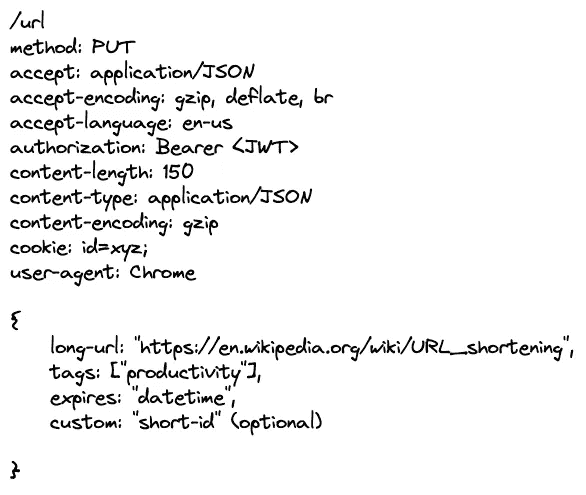 /url
method: PUT
accept: application/JSON
accept-encoding: gzip, deflate, br
accept-language: en-us
authorization: Bearer <JWT>
content-length: 150
content-type: application/JSON
content-encoding: gzip
cookie: id=xyz;
user-agent: Chrome
{
long-url: "https://en.wikipedia.org/wiki/URL_shortening",
tags: ["productivity"],
expires: "datetime",
custom: "short-id" (optional)
}